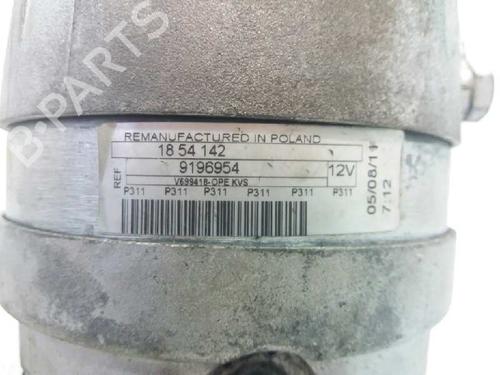 B-PARTS
REMANUFACTURED IN POLAND
18 54 142
REF 9196954 12V
V699418-OPE KVS
P311 P311 P311 P311 P311 P311
05/08/11
7:12